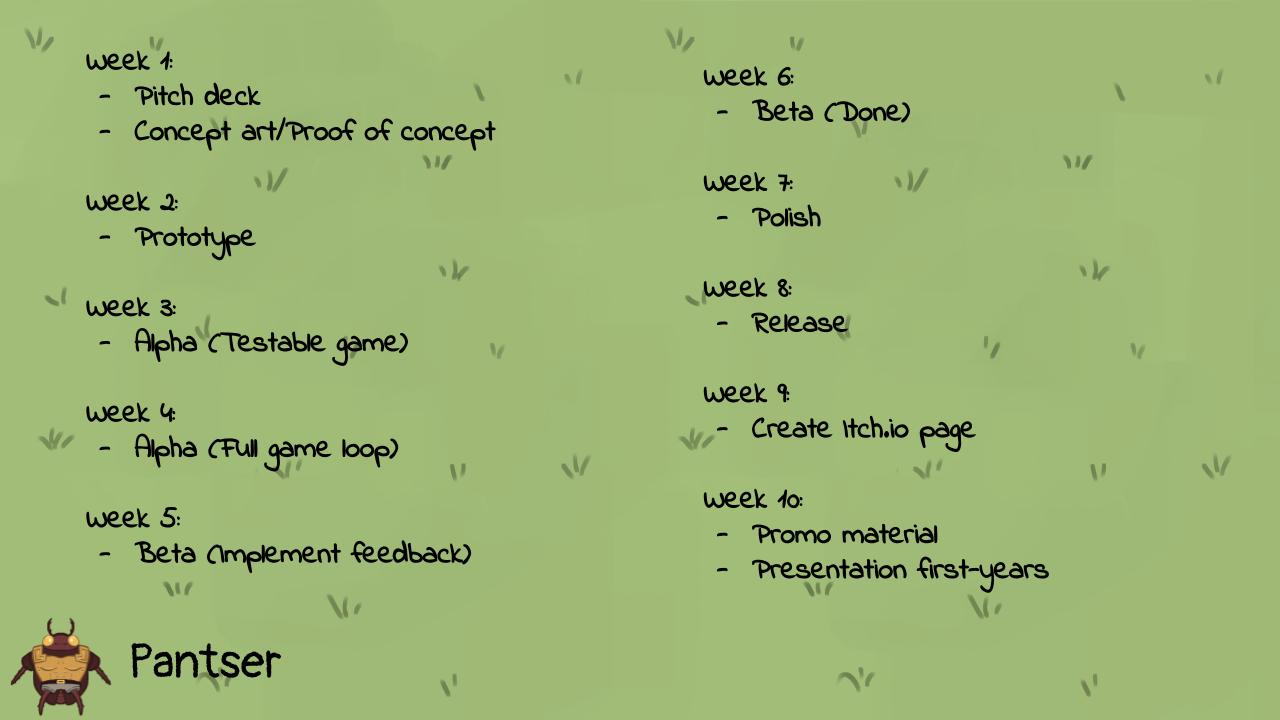 Week 1:
- Pitch deck
- Concept art/Proof of concept
Week 2:
- Prototype
Week 3:
- Alpha (Testable game)
Week 4:
- Alpha (Full game loop)
Week 5:
- Beta (Implement feedback)
Week 6:
- Beta (Done)
Week 7:
- Polish
Week 8:
- Release
Week 9:
- Create Itch.io page
Week 10:
- Promo material
- Presentation first-years
Pantser